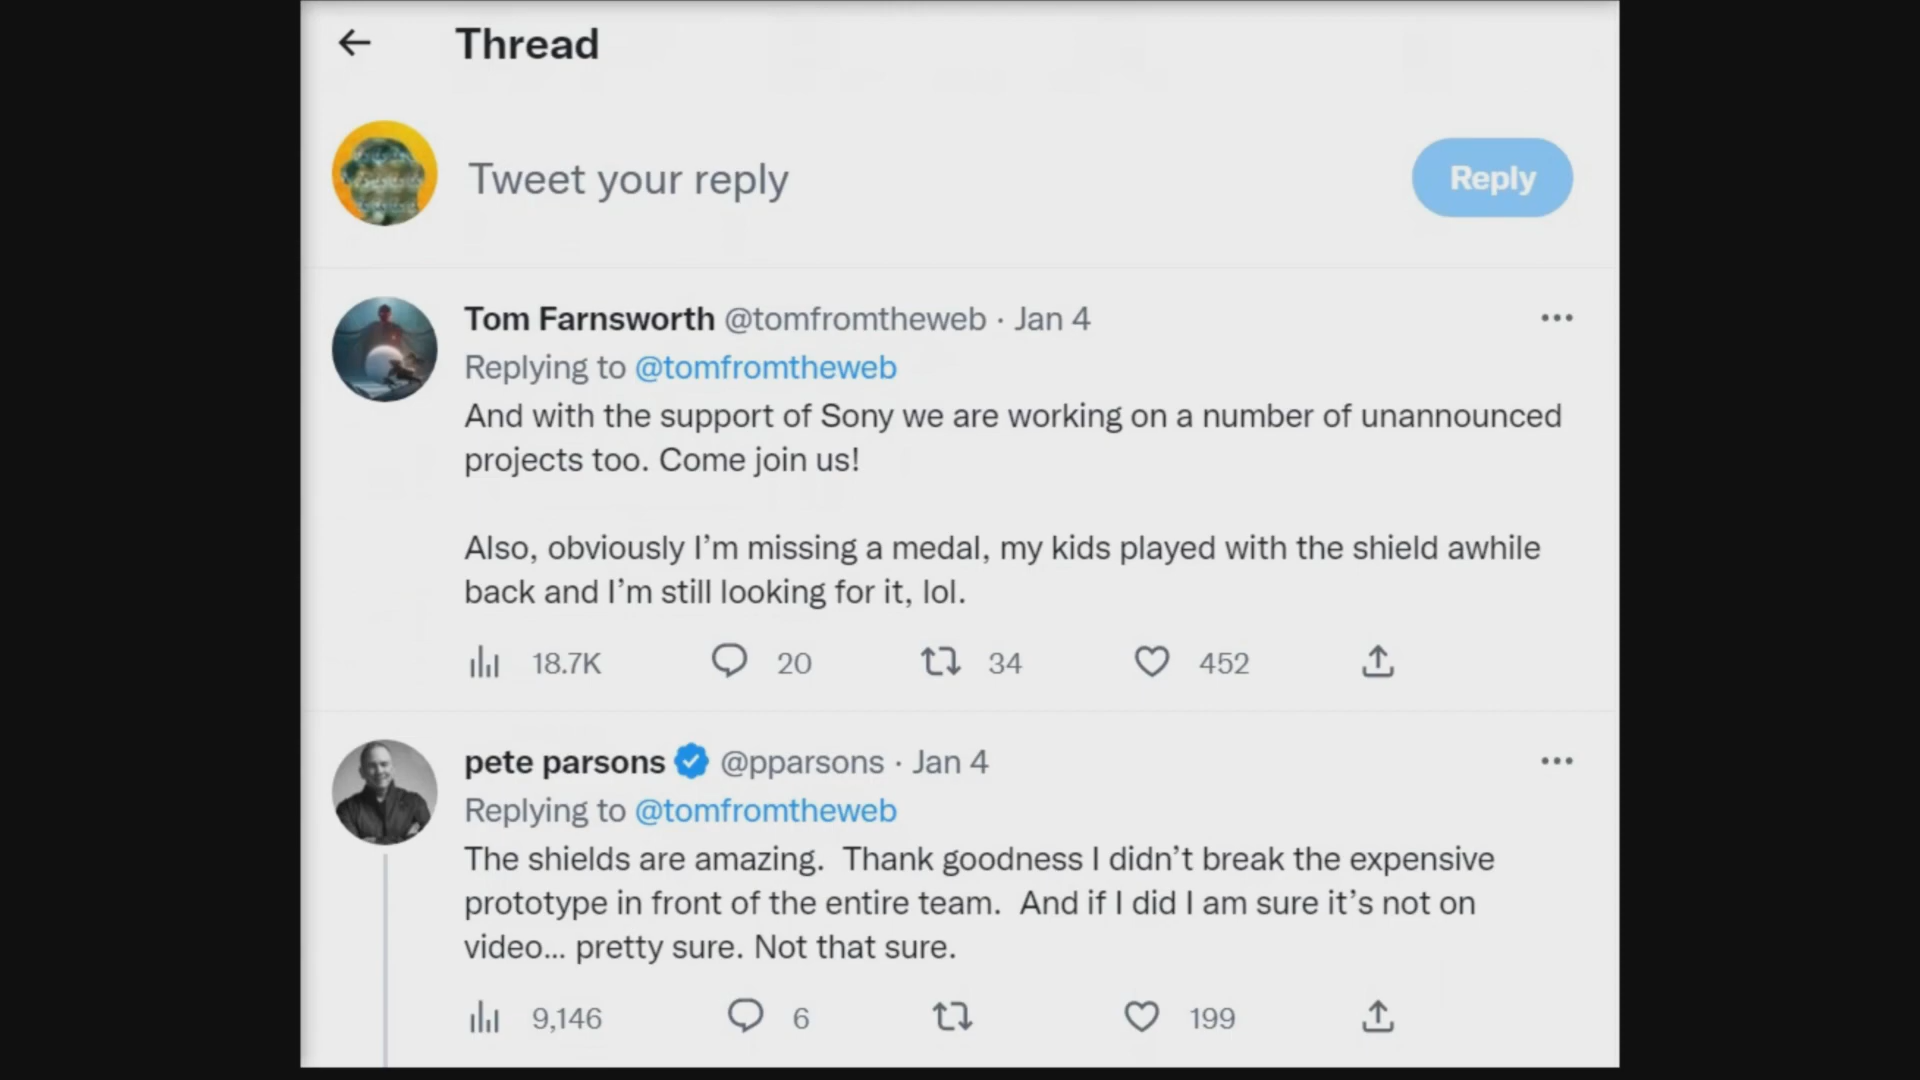 Thread
Tweet your reply
Reply
Tom Farnsworth @tomfromtheweb · Jan 4
Replying to @tomfromtheweb
And with the support of Sony we are working on a number of unannounced
projects too. Come join us!
Also, obviously I’m missing a medal, my kids played with the shield awhile
back and I’m still looking for it, lol.
18.7K 20 34 452
pete parsons @pparsons · Jan 4
Replying to @tomfromtheweb
The shields are amazing.  Thank goodness I didn’t break the expensive
prototype in front of the entire team.  And if I did I am sure it’s not on
video... pretty sure. Not that sure.
9,146 6 199